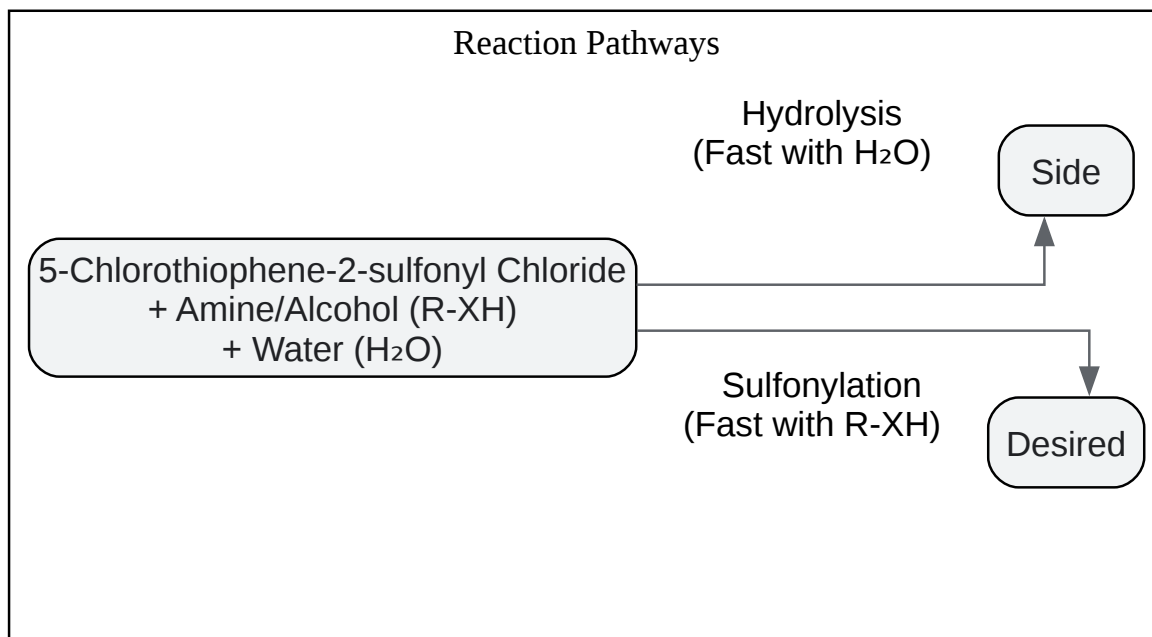 Reaction Pathways
Hydrolysis
(Fast with H₂O)
Side
5-Chlorothiophene-2-sulfonyl Chloride
+ Amine/Alcohol (R-XH)
+ Water (H₂O)
Sulfonylation
(Fast with R-XH)
Desired